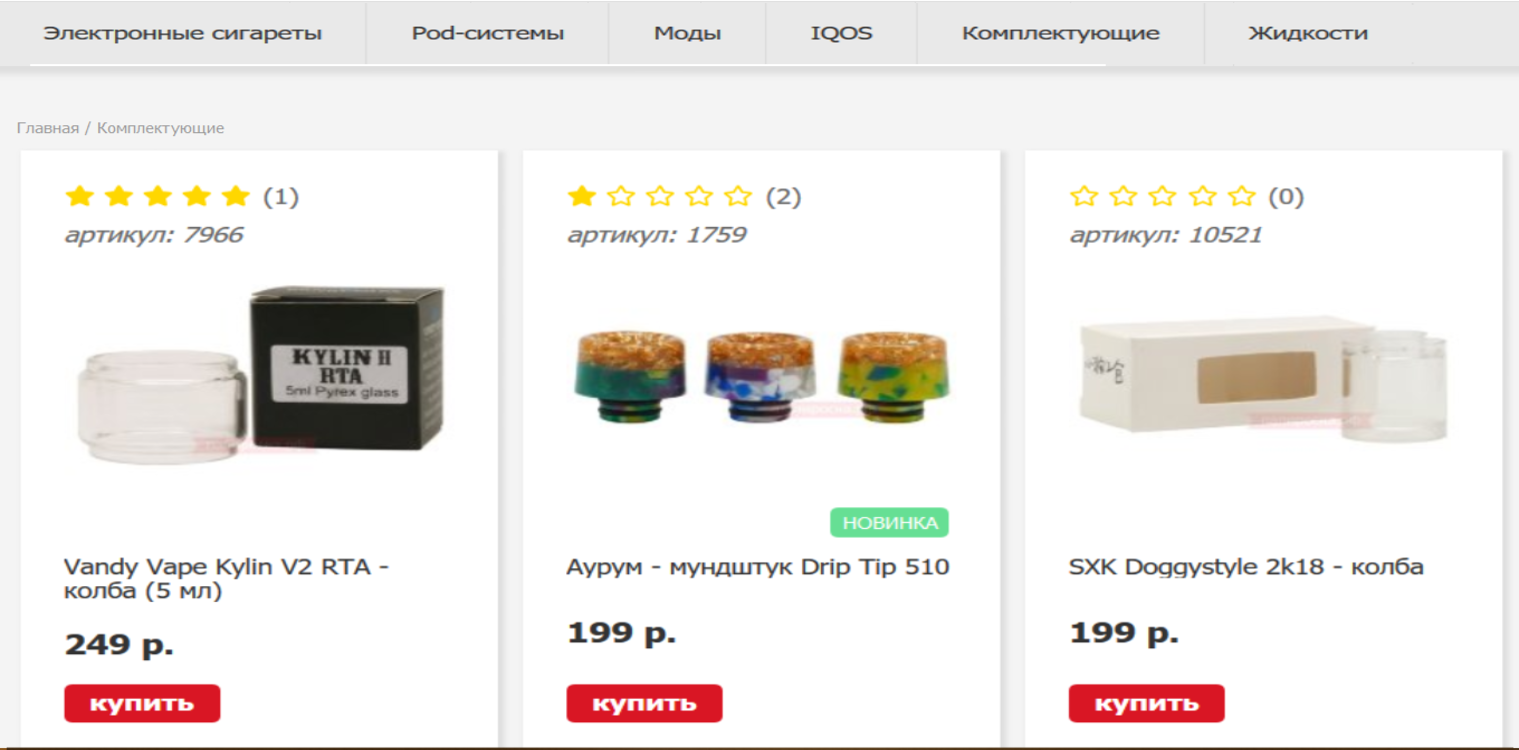 Электронные сигареты
Pod-системы
Моды
IQOS
Комплектующие
Жидкости
Главная / Комплектующие
(1)
артикул: 7966
KYLIN II
RTA
5ml Pyrex glass
Vandy Vape Kylin V2 RTA -
колба (5 мл)
249 р.
купить
(2)
артикул: 1759
НОВИНКА
Аурум - мундштук Drip Tip 510
199 р.
купить
(0)
артикул: 10521
SXK Doggystyle 2k18 - колба
199 р.
купить